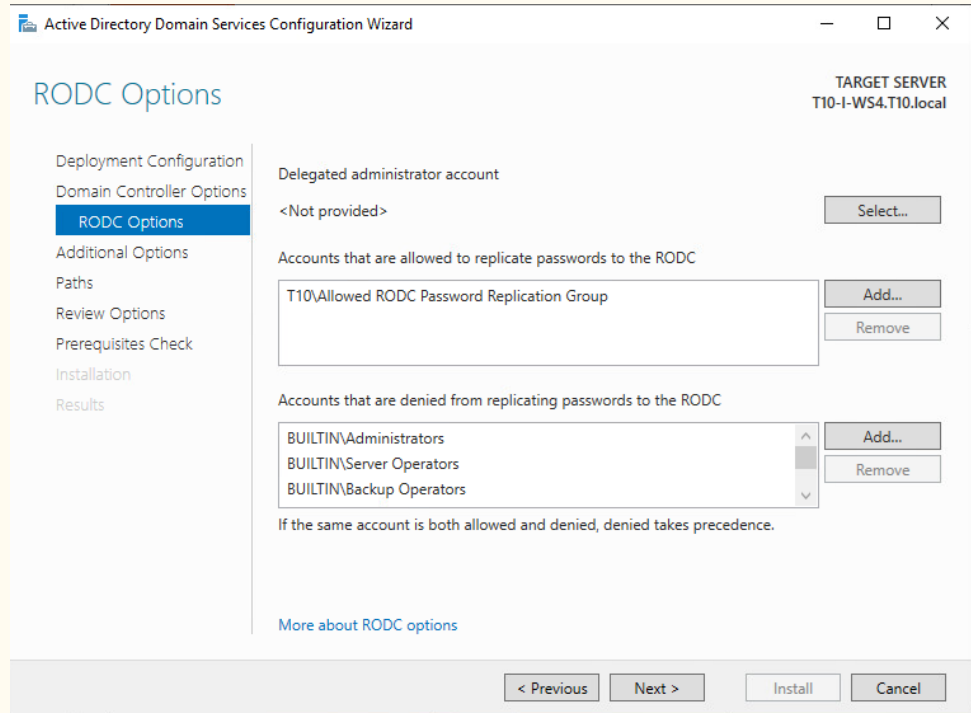 Active Directory Domain Services Configuration Wizard
RODC Options
TARGET SERVER
T10-I-WS4.T10.local
Deployment Configuration
Domain Controller Options
RODC Options
Additional Options
Paths
Review Options
Prerequisites Check
Installation
Results
Delegated administrator account
<Not provided>
Select...
Accounts that are allowed to replicate passwords to the RODC
T10\Allowed RODC Password Replication Group
Add...
Remove
Accounts that are denied from replicating passwords to the RODC
BUILTIN\Administrators
BUILTIN\Server Operators
BUILTIN\Backup Operators
Add...
Remove
If the same account is both allowed and denied, denied takes precedence.
More about RODC options
< Previous
Next >
Install
Cancel